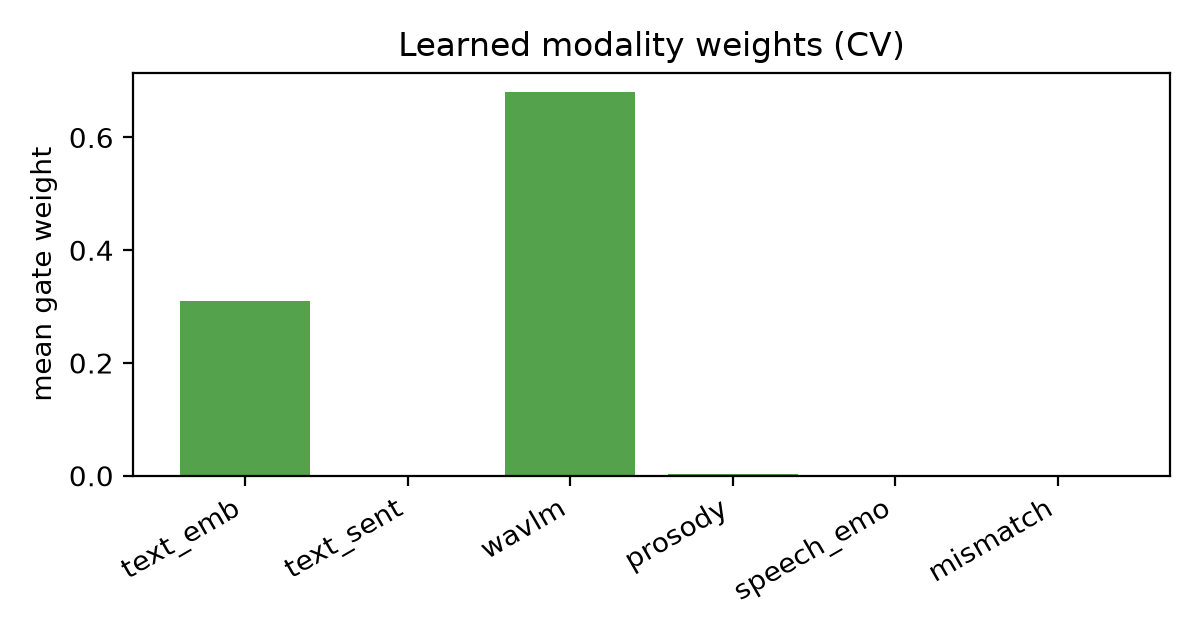 Learned modality weights (CV)
mean gate weight
0.6
0.4
0.2
0.0
text_emb
text_sent
wavlm
prosody
speech_emo
mismatch